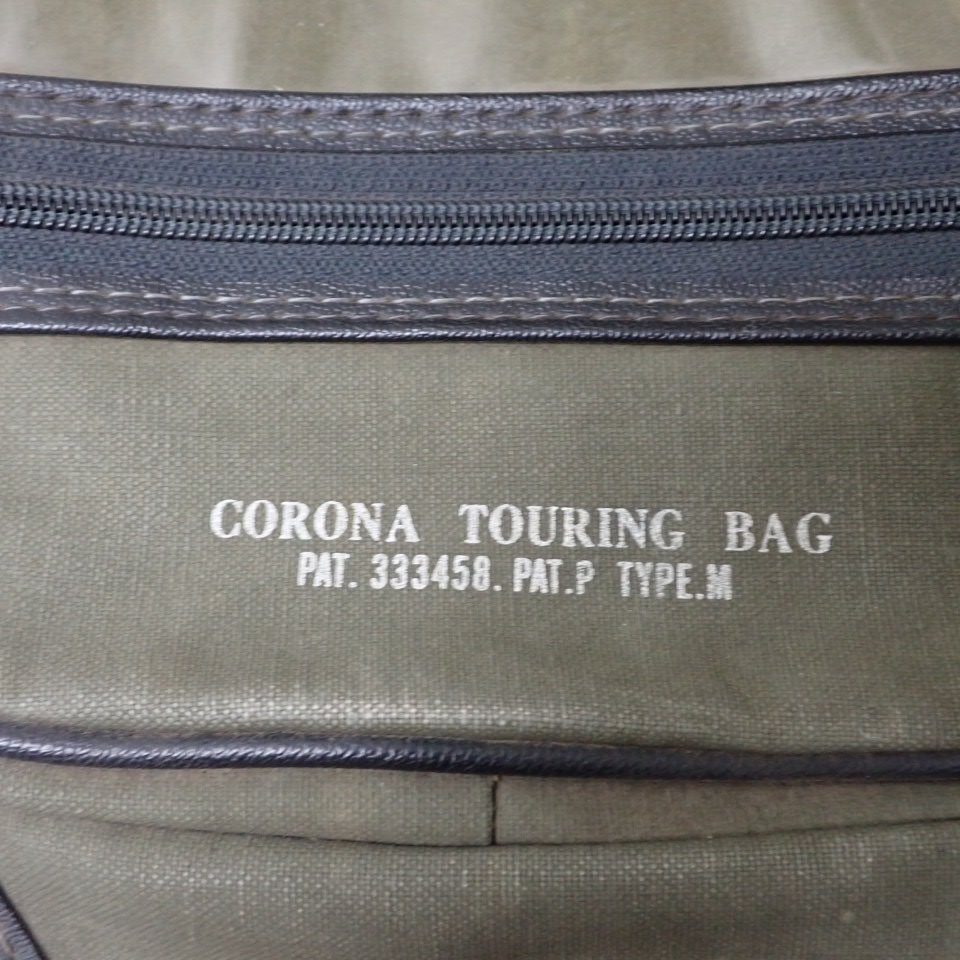 CORONA TOURING BAG
PAT. 333458. PAT.P TYPE.M